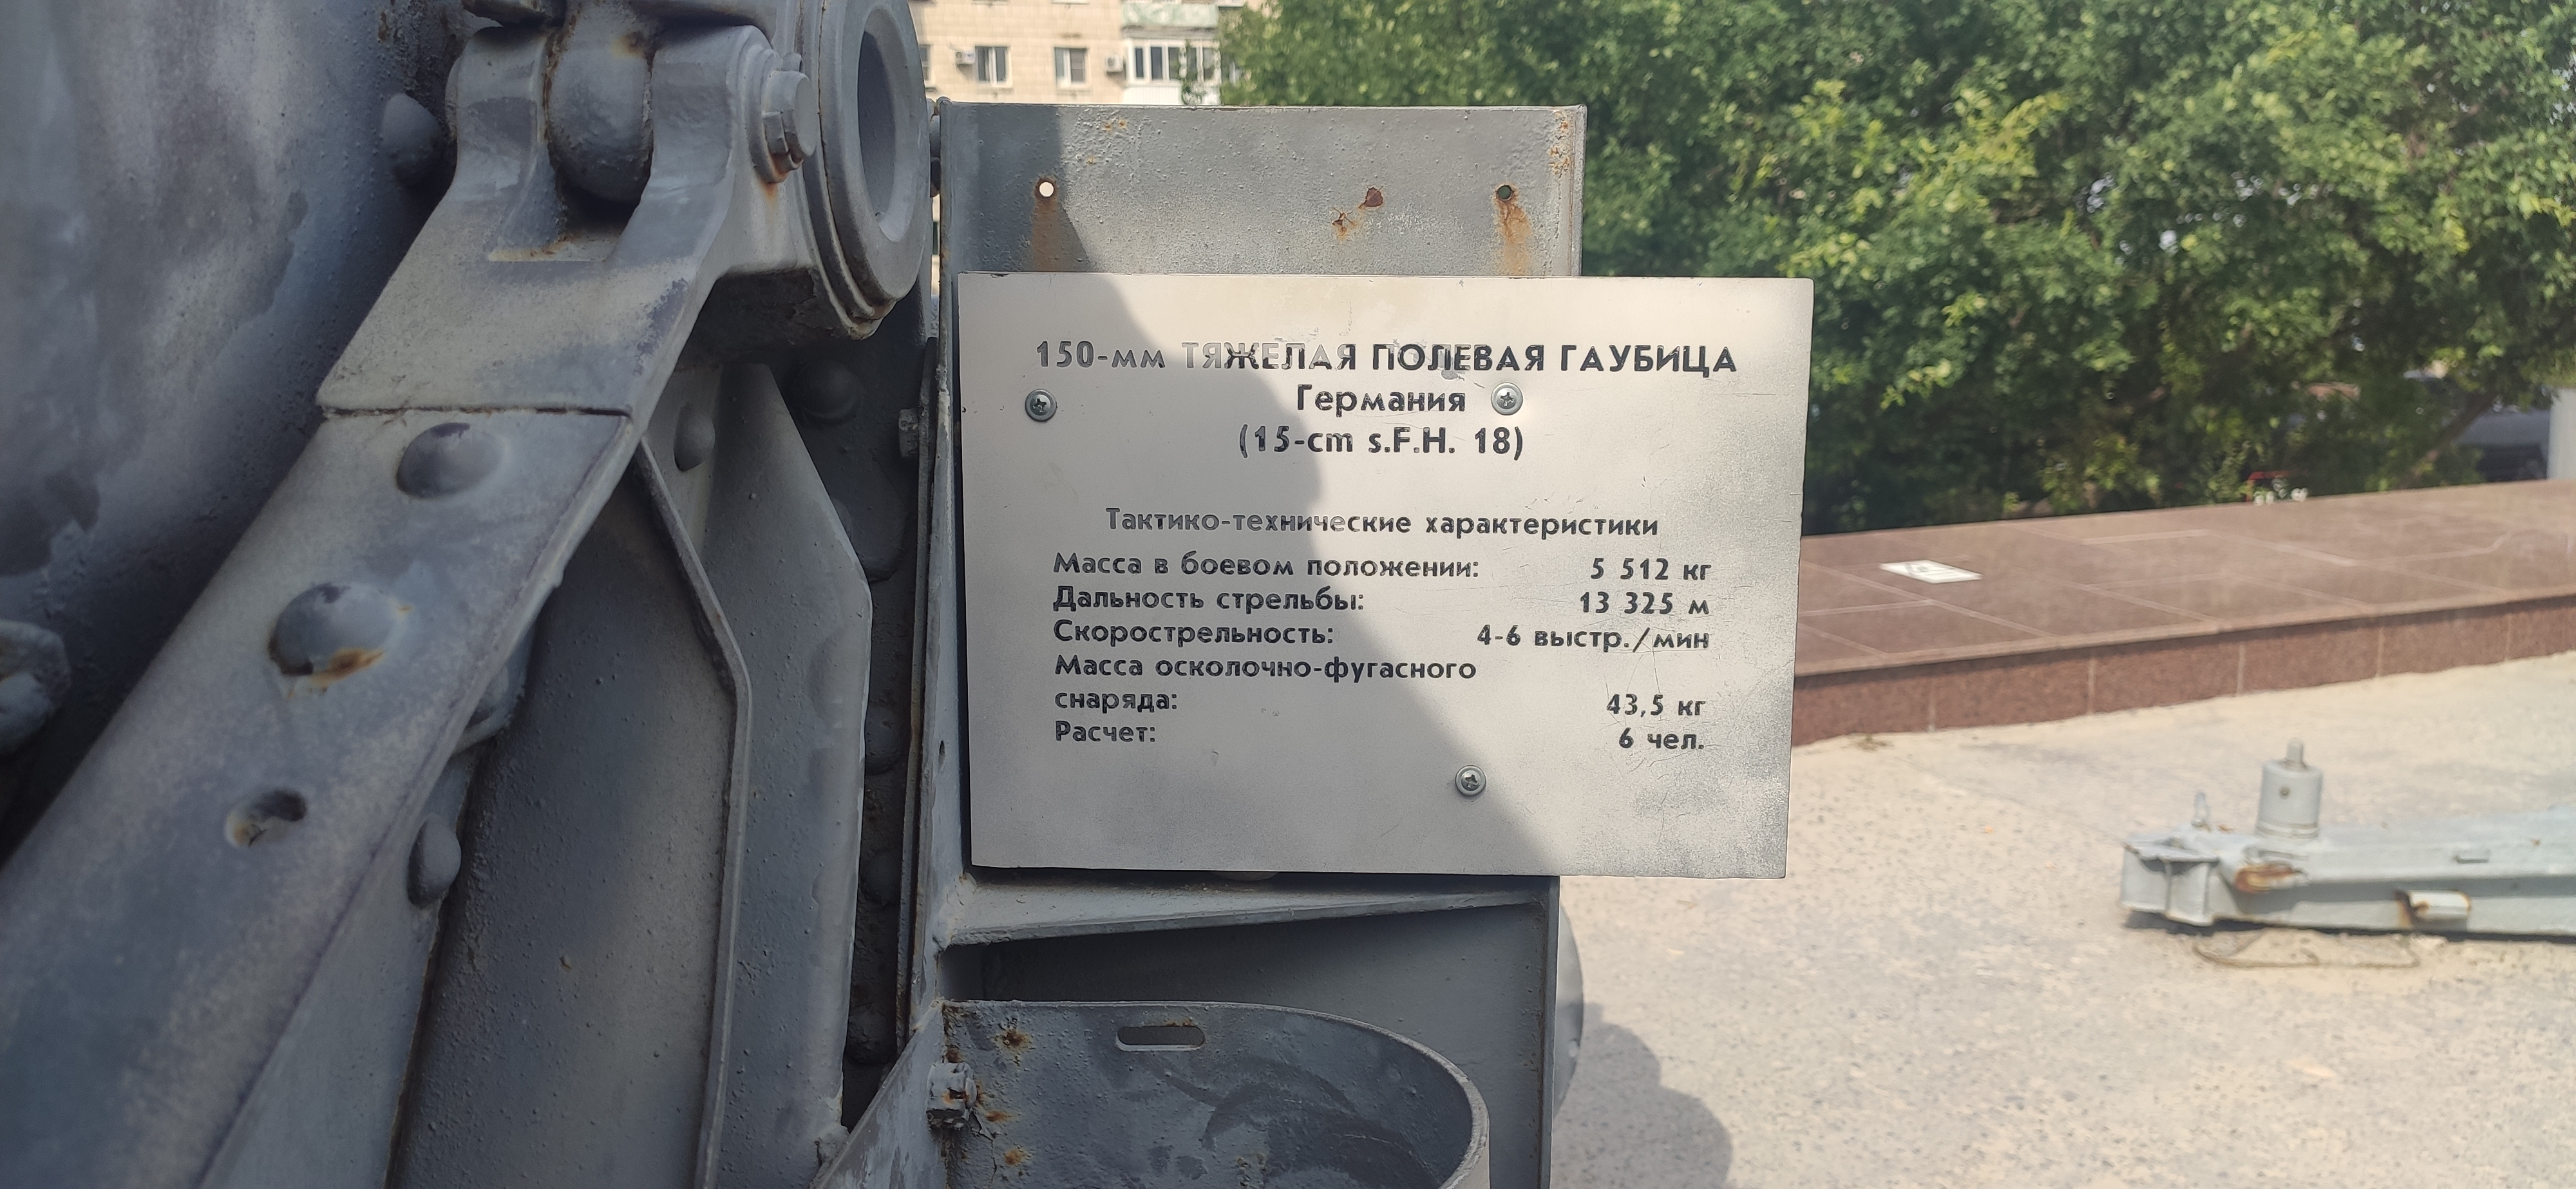 150-мм ТЯЖЕЛАЯ ПОЛЕВАЯ ГАУБИЦА
Германия
(15-cm s.F.H. 18)
Тактико-технические характеристики
Масса в боевом положении: 5 512 кг
Дальность стрельбы: 13 325 м
Скорострельность: 4-6 выстр./мин
Масса осколочно-фугасного
снаряда: 43,5 кг
Расчет: 6 чел.